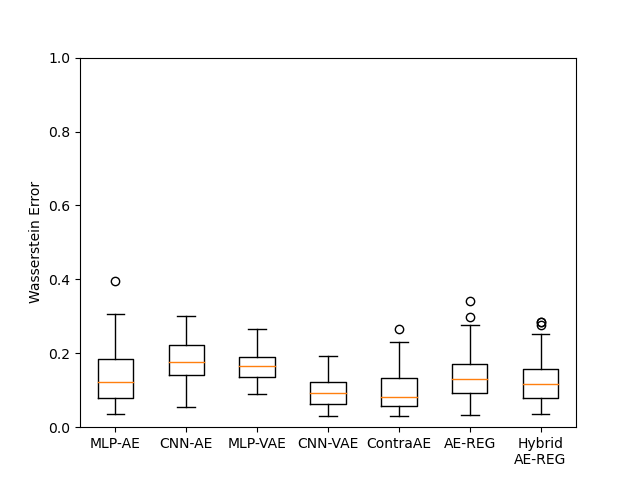 1.0
0.8
0.6
0.4
0.2
0.0
Wasserstein Error
MLP-AE
CNN-AE
MLP-VAE
CNN-VAE
ContraAE
AE-REG
Hybrid
AE-REG